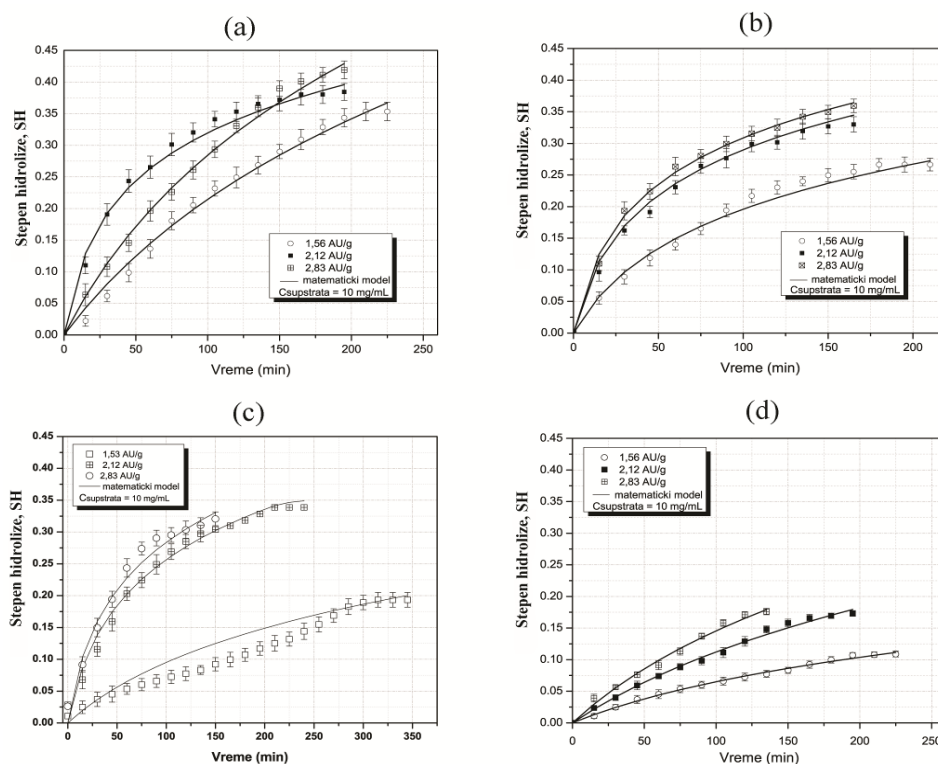 (a)
Stepen hidrolize, SH
0.45
0.40
0.35
0.30
0.25
0.20
0.15
0.10
0.05
0.00
1,56 AU/g
2,12 AU/g
2,83 AU/g
matematicki model
Csupstrata = 10 mg/mL
0 50 100 150 200 250
Vreme (min)
(b)
Stepen hidrolize, SH
0.45
0.40
0.35
0.30
0.25
0.20
0.15
0.10
0.05
0.00
1,56 AU/g
2,12 AU/g
2,83 AU/g
matematicki model
Csupstrata = 10 mg/mL
0 50 100 150 200
Vreme (min)
(c)
Stepen hidrolize, SH
0.45
0.40
0.35
0.30
0.25
0.20
0.15
0.10
0.05
0.00
1,53 AU/g
2,12 AU/g
2,83 AU/g
matematicki model
Csupstrata = 10 mg/mL
0 50 100 150 200 250 300 350
Vreme (min)
(d)
Stepen hidrolize, SH
0.45
0.40
0.35
0.30
0.25
0.20
0.15
0.10
0.05
0.00
1,56 AU/g
2,12 AU/g
2,83 AU/g
matematicki model
Csupstrata = 10 mg/mL
0 50 100 150 200 250
Vreme (min)